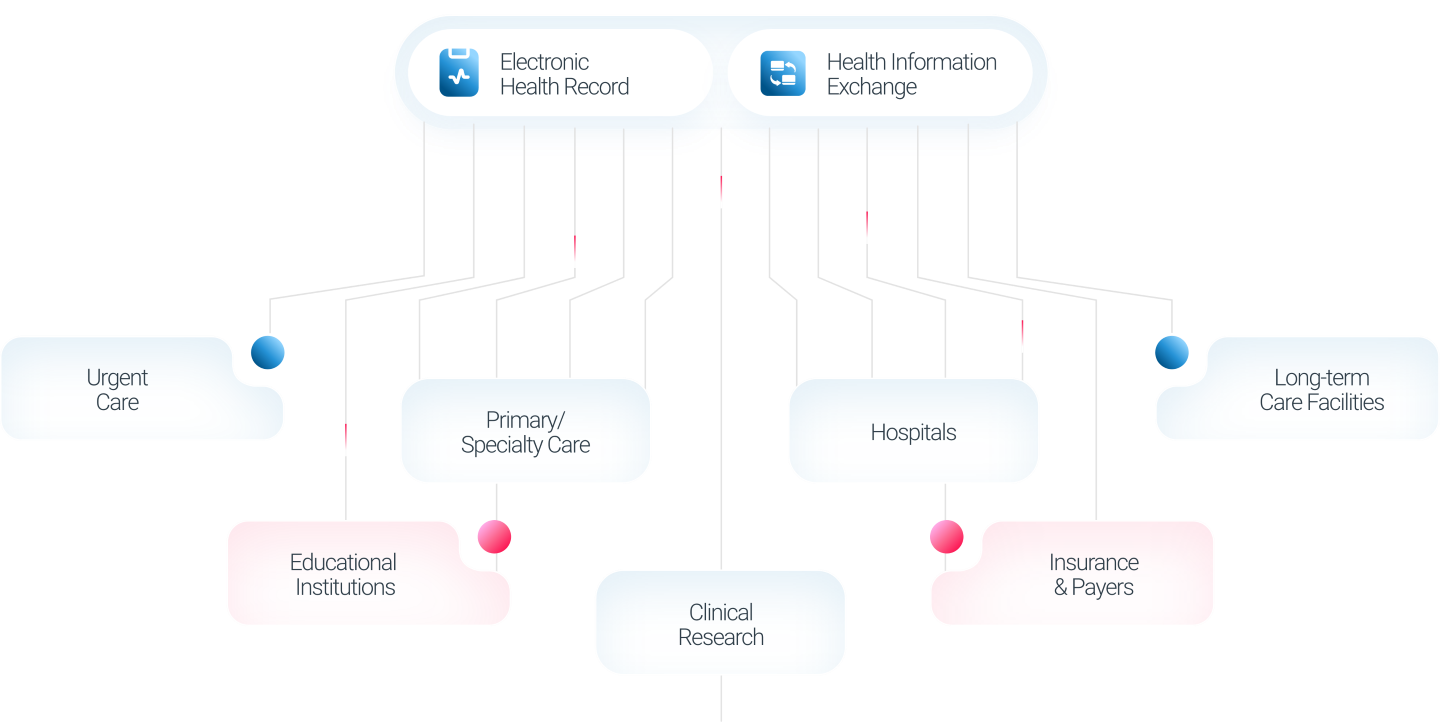 Electronic
Health Record
Health Information
Exchange
Urgent
Care
Primary/
Specialty Care
Hospitals
Long-term
Care Facilities
Educational
Institutions
Clinical
Research
Insurance
& Payers